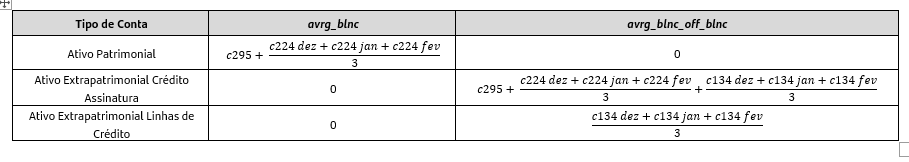 Tipo de Conta avrg_blnc avrg_blnc_off_blnc
Ativo Patrimonial c295 + (c224 dez + c224 jan + c224 fev)/3 0
Ativo Extrapatrimonial Crédito
Assinatura 0 c295 + (c224 dez + c224 jan + c224 fev)/3 + (c134 dez + c134 jan + c134 fev)/3
Ativo Extrapatrimonial Linhas de
Crédito 0 (c134 dez + c134 jan + c134 fev)/3